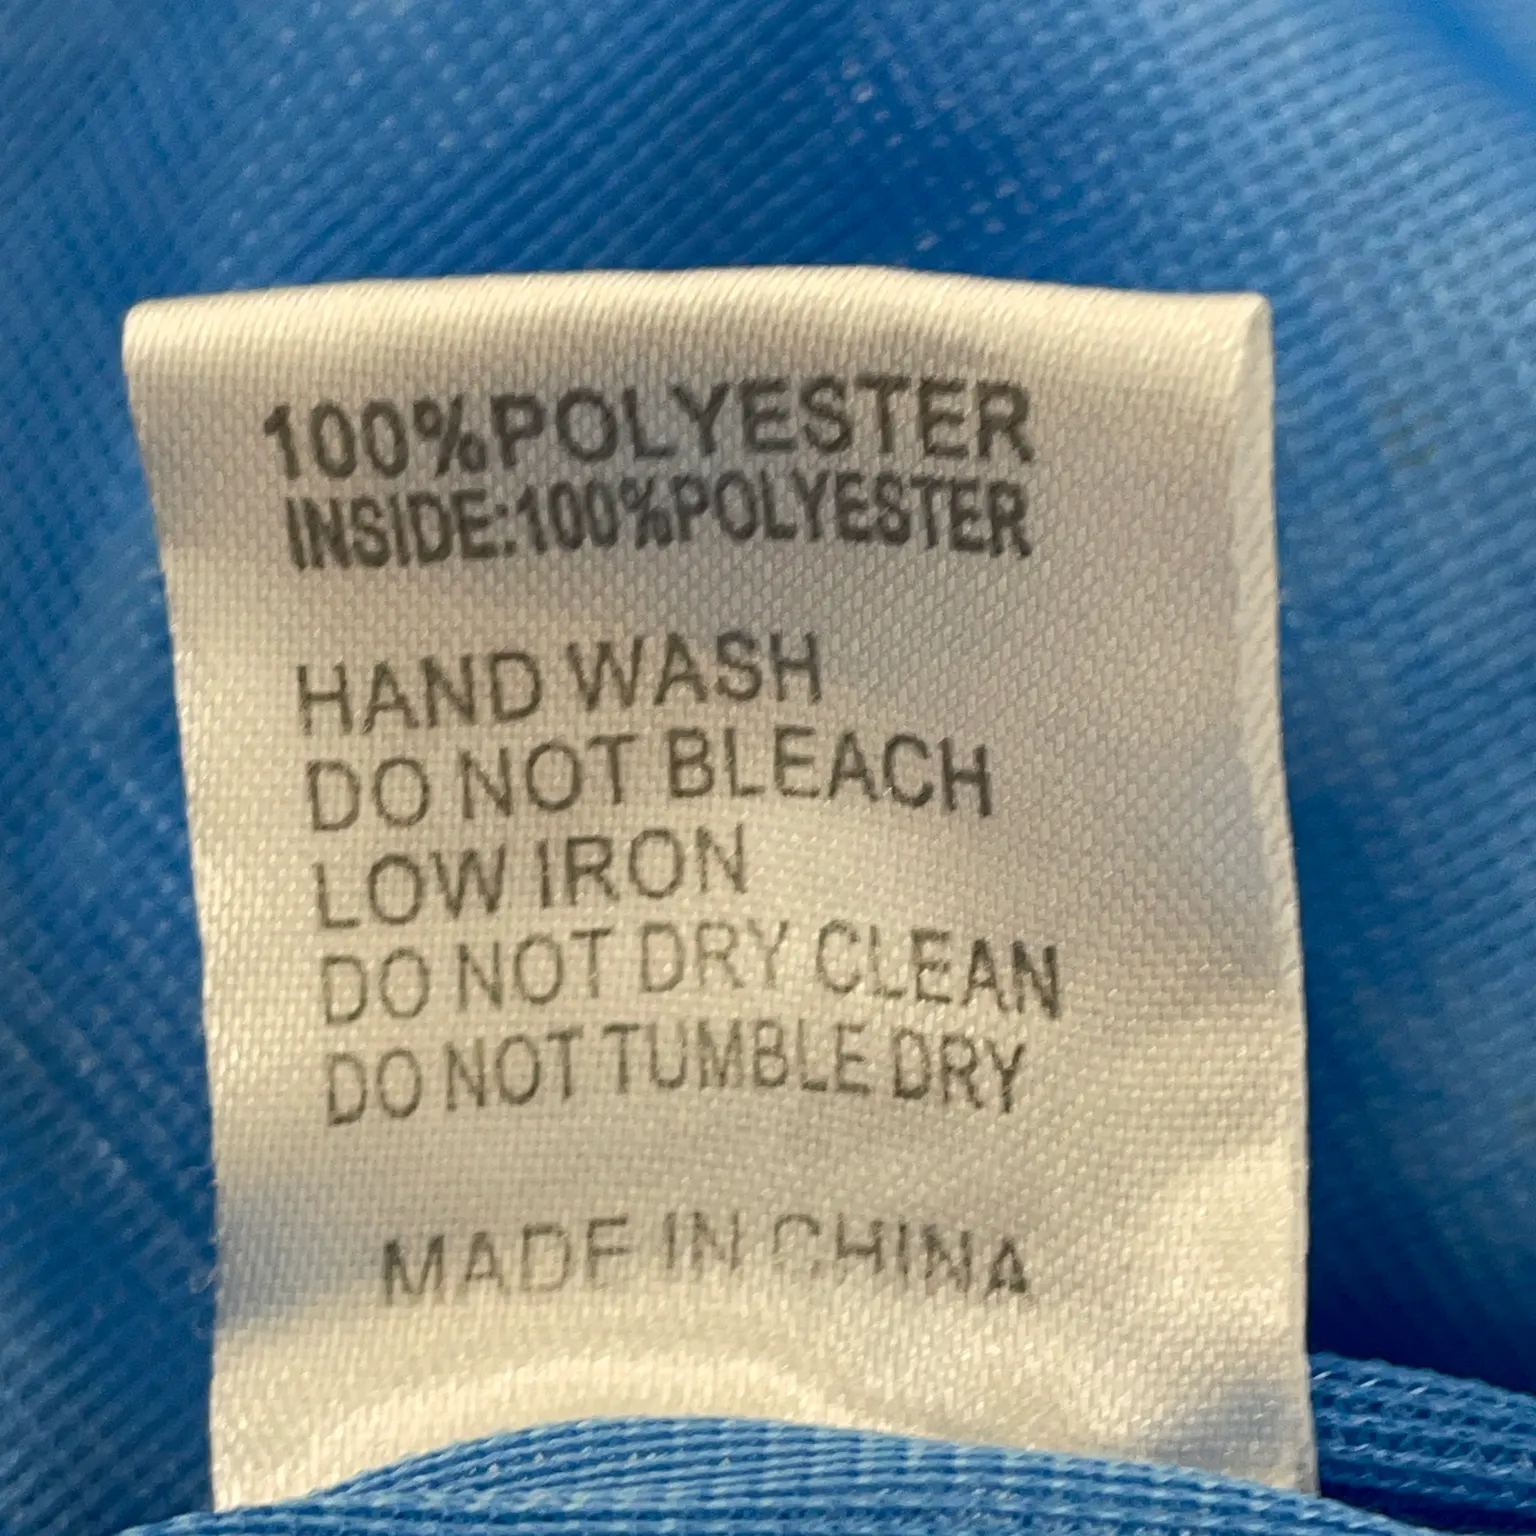 100%POLYESTER
INSIDE:100%POLYESTER
HAND WASH
DO NOT BLEACH
LOW IRON
DO NOT DRY CLEAN
DO NOT TUMBLE DRY
MADE IN CHINA